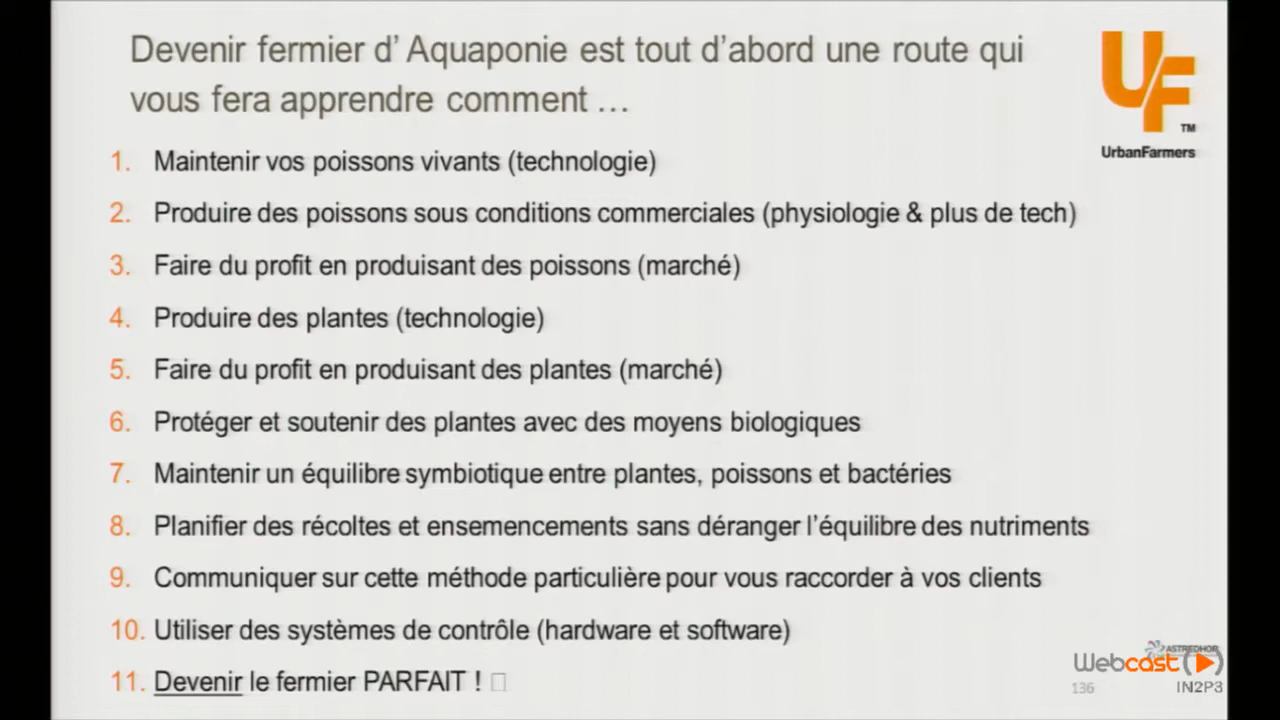 Devenir fermier d’ Aquaponie est tout d’abord une route qui
vous fera apprendre comment …
UF
TM
UrbanFarmers
1. Maintenir vos poissons vivants (technologie)
2. Produire des poissons sous conditions commerciales (physiologie & plus de tech)
3. Faire du profit en produisant des poissons (marché)
4. Produire des plantes (technologie)
5. Faire du profit en produisant des plantes (marché)
6. Protéger et soutenir des plantes avec des moyens biologiques
7. Maintenir un équilibre symbiotique entre plantes, poissons et bactéries
8. Planifier des récoltes et ensemencements sans déranger l’équilibre des nutriments
9. Communiquer sur cette méthode particulière pour vous raccorder à vos clients
10. Utiliser des systèmes de contrôle (hardware et software)
11. Devenir le fermier PARFAIT ! □
ASTREDHOR
Webcast
136
IN2P3